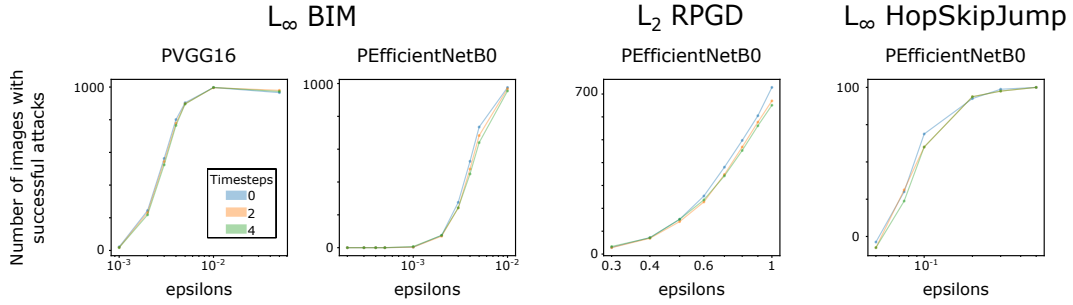 L∞ BIM
L2 RPGD
L∞ HopSkipJump
PVGG16
PEfficientNetB0
PEfficientNetB0
PEfficientNetB0
Number of images with
successful attacks
1000
0
10⁻³
10⁻²
epsilons
Timesteps
0
2
4
1000
0
10⁻³
10⁻²
epsilons
700
0
0.3
0.4
0.6
1
epsilons
100
0
10⁻¹
epsilons